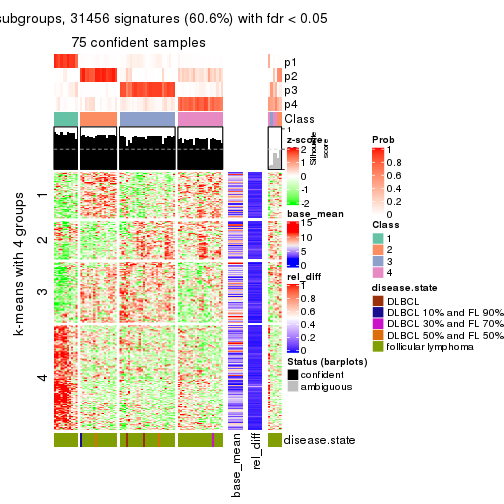 subgroups, 31456 signatures (60.6%) with fdr < 0.05
75 confident samples
p1
p2
p3
p4
Class
1
Silhouette
score
k-means with 4 groups
1
2
3
4
z-score
2
1
0
-1
-2
base_mean
15
10
5
0
rel_diff
1
0.8
0.6
0.4
0.2
0
Status (barplots)
confident
ambiguous
Prob
1
0.8
0.6
0.4
0.2
0
Class
1
2
3
4
disease.state
DLBCL
DLBCL 10% and FL 90%
DLBCL 30% and FL 70%
DLBCL 50% and FL 50%
follicular lymphoma
disease.state
base_mean
rel_diff